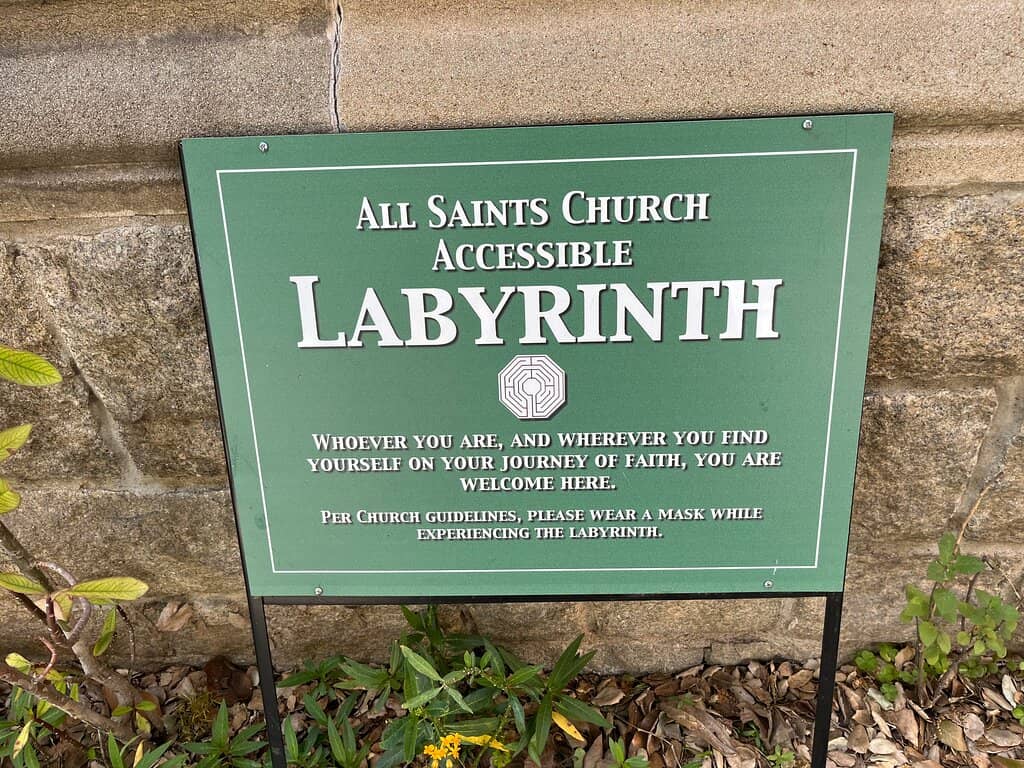 All Saints Church
Accessible
Labyrinth
Whoever you are, and wherever you find
yourself on your journey of faith, you are
welcome here.
Per Church guidelines, please wear a mask while
experiencing the labyrinth.